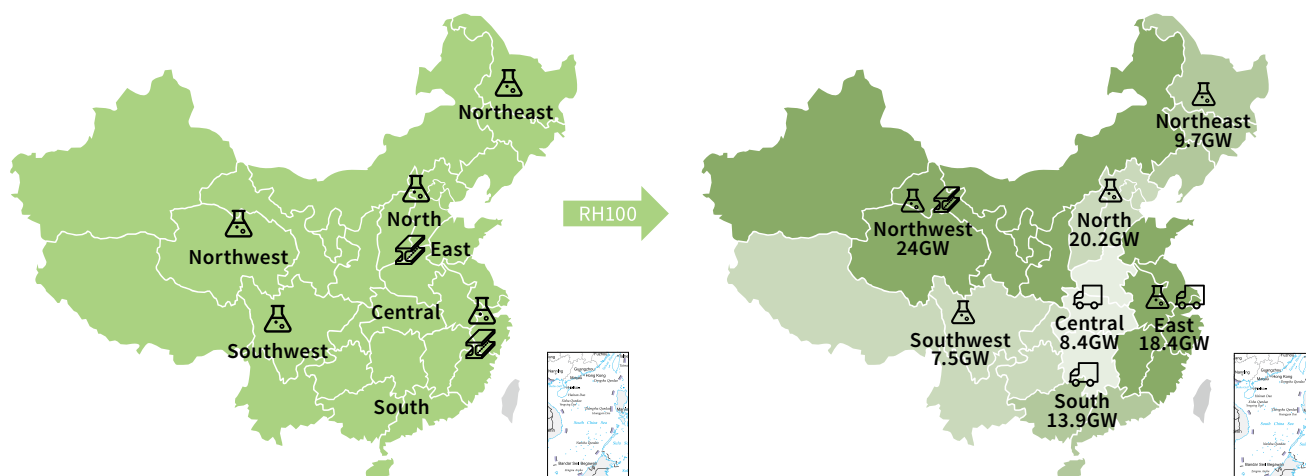 Northeast
North
East
Northwest
Central
Southwest
South
RH100
Northeast
9.7GW
North
20.2GW
Northwest
24GW
Central
8.4GW
East
18.4GW
Southwest
7.5GW
South
13.9GW